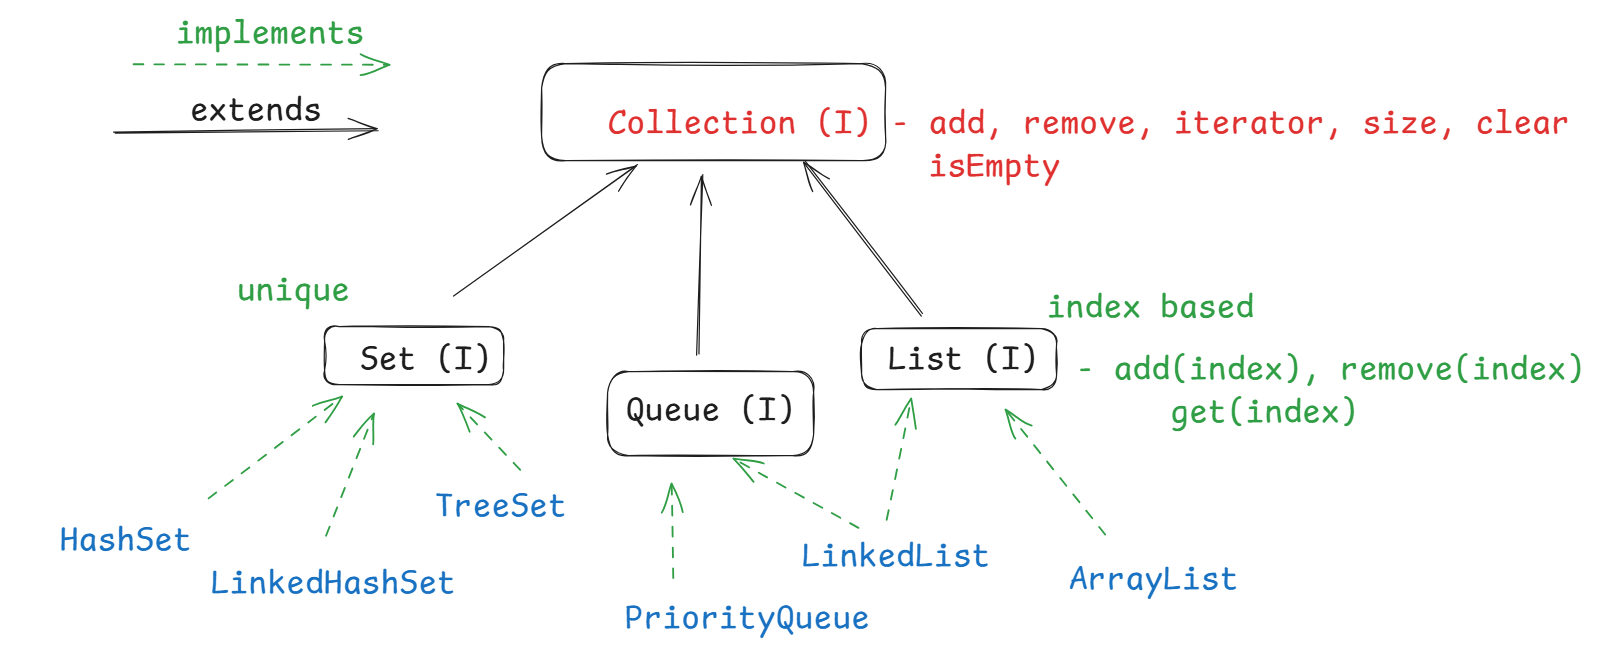 implements
extends
Collection (I) - add, remove, iterator, size, clear
isEmpty
unique
index based
Set (I)
List (I)
- add(index), remove(index)
get(index)
Queue (I)
TreeSet
HashSet
LinkedList
LinkedHashSet
ArrayList
PriorityQueue